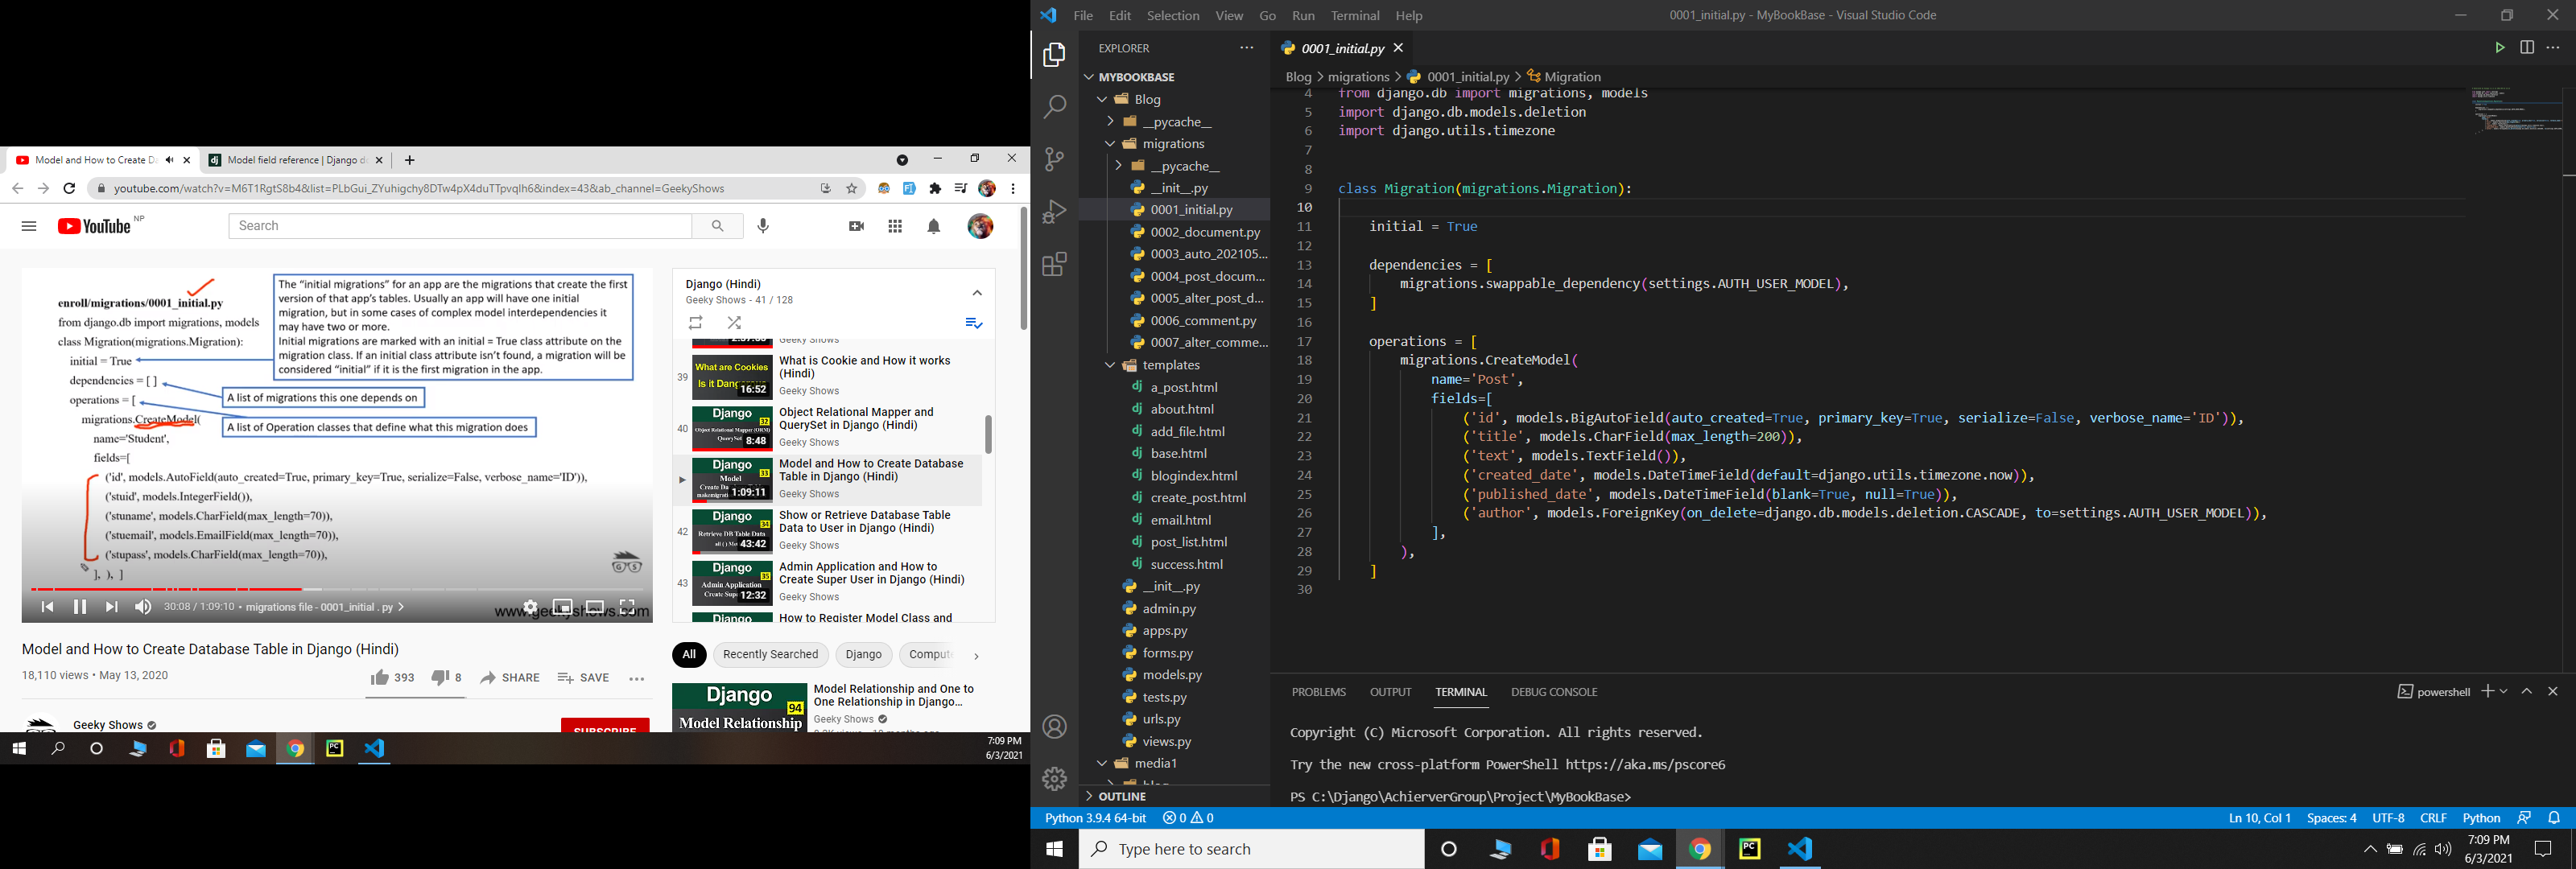 Model and How to Create Da
Model field reference | Django do
youtube.com/watch?v=M6T1RgtS8b4&list=PLbGui_ZYuhigchy8DTw4pX4duTTpvqlh6&index=43&ab_channel=GeekyShows
YouTube NP
Search
enroll/migrations/0001_initial.py
from django.db import migrations, models
class Migration(migrations.Migration):
initial = True
dependencies = [ ]
operations = [
migrations.CreateModel(
name='Student',
fields=[
('id', models.AutoField(auto_created=True, primary_key=True, serialize=False, verbose_name='ID')),
('stuid', models.IntegerField()),
('stuname', models.CharField(max_length=70)),
('stuemail', models.EmailField(max_length=70)),
('stupass', models.CharField(max_length=70)),
], ), ]
The “initial migrations” for an app are the migrations that create the first
version of that app’s tables. Usually an app will have one initial
migration, but in some cases of complex model interdependencies it
may have two or more.
Initial migrations are marked with an initial = True class attribute on the
migration class. If an initial class attribute isn’t found, a migration will be
considered “initial” if it is the first migration in the app.
A list of migrations this one depends on
A list of Operation classes that define what this migration does
GS
30:08 / 1:09:10 • migrations file - 0001_initial . py
www.geekyshows.com
Model and How to Create Database Table in Django (Hindi)
18,110 views • May 13, 2020
393
8
SHARE
SAVE
Geeky Shows
SUBSCRIBE
Django (Hindi)
Geeky Shows - 41 / 128
Geeky Shows
39
What are Cookies
Is it Dangerous
16:52
What is Cookie and How it works
(Hindi)
Geeky Shows
40
Django
32
Object Relational Mapper (ORM)
QuerySet
8:48
Object Relational Mapper and
QuerySet in Django (Hindi)
Geeky Shows
Django
33
Model
1:09:11
Model and How to Create Database
Table in Django (Hindi)
Geeky Shows
42
Django
34
Retrieve DB Table Data
43:42
Show or Retrieve Database Table
Data to User in Django (Hindi)
Geeky Shows
43
Django
35
Admin Application
12:32
Admin Application and How to
Create Super User in Django (Hindi)
Geeky Shows
Django
How to Register Model Class and
All
Recently Searched
Django
Compute
Django
94
Model Relationship
Model Relationship and One to
One Relationship in Django...
Geeky Shows
7:09 PM
6/3/2021
File Edit Selection View Go Run Terminal Help
0001_initial.py - MyBookBase - Visual Studio Code
EXPLORER
MYBOOKBASE
Blog
__pycache__
migrations
__pycache__
__init__.py
0001_initial.py
0002_document.py
0003_auto_202105...
0004_post_docum...
0005_alter_post_d...
0006_comment.py
0007_alter_comme...
templates
a_post.html
about.html
add_file.html
base.html
blogindex.html
create_post.html
email.html
post_list.html
success.html
__init__.py
admin.py
apps.py
forms.py
models.py
tests.py
urls.py
views.py
media1
blog
OUTLINE
0001_initial.py
Blog > migrations > 0001_initial.py > Migration
4 from django.db import migrations, models
5 import django.db.models.deletion
6 import django.utils.timezone
7
8
9 class Migration(migrations.Migration):
10
11 initial = True
12
13 dependencies = [
14 migrations.swappable_dependency(settings.AUTH_USER_MODEL),
15 ]
16
17 operations = [
18 migrations.CreateModel(
19 name='Post',
20 fields=[
21 ('id', models.BigAutoField(auto_created=True, primary_key=True, serialize=False, verbose_name='ID')),
22 ('title', models.CharField(max_length=200)),
23 ('text', models.TextField()),
24 ('created_date', models.DateTimeField(default=django.utils.timezone.now)),
25 ('published_date', models.DateTimeField(blank=True, null=True)),
26 ('author', models.ForeignKey(on_delete=django.db.models.deletion.CASCADE, to=settings.AUTH_USER_MODEL)),
27 ],
28 ),
29 ]
30
PROBLEMS OUTPUT TERMINAL DEBUG CONSOLE
powershell
Copyright (C) Microsoft Corporation. All rights reserved.
Try the new cross-platform PowerShell https://aka.ms/pscore6
PS C:\Django\AchierverGroup\Project\MyBookBase>
Python 3.9.4 64-bit
0
0
Ln 10, Col 1
Spaces: 4
UTF-8
CRLF
Python
Type here to search
7:09 PM
6/3/2021